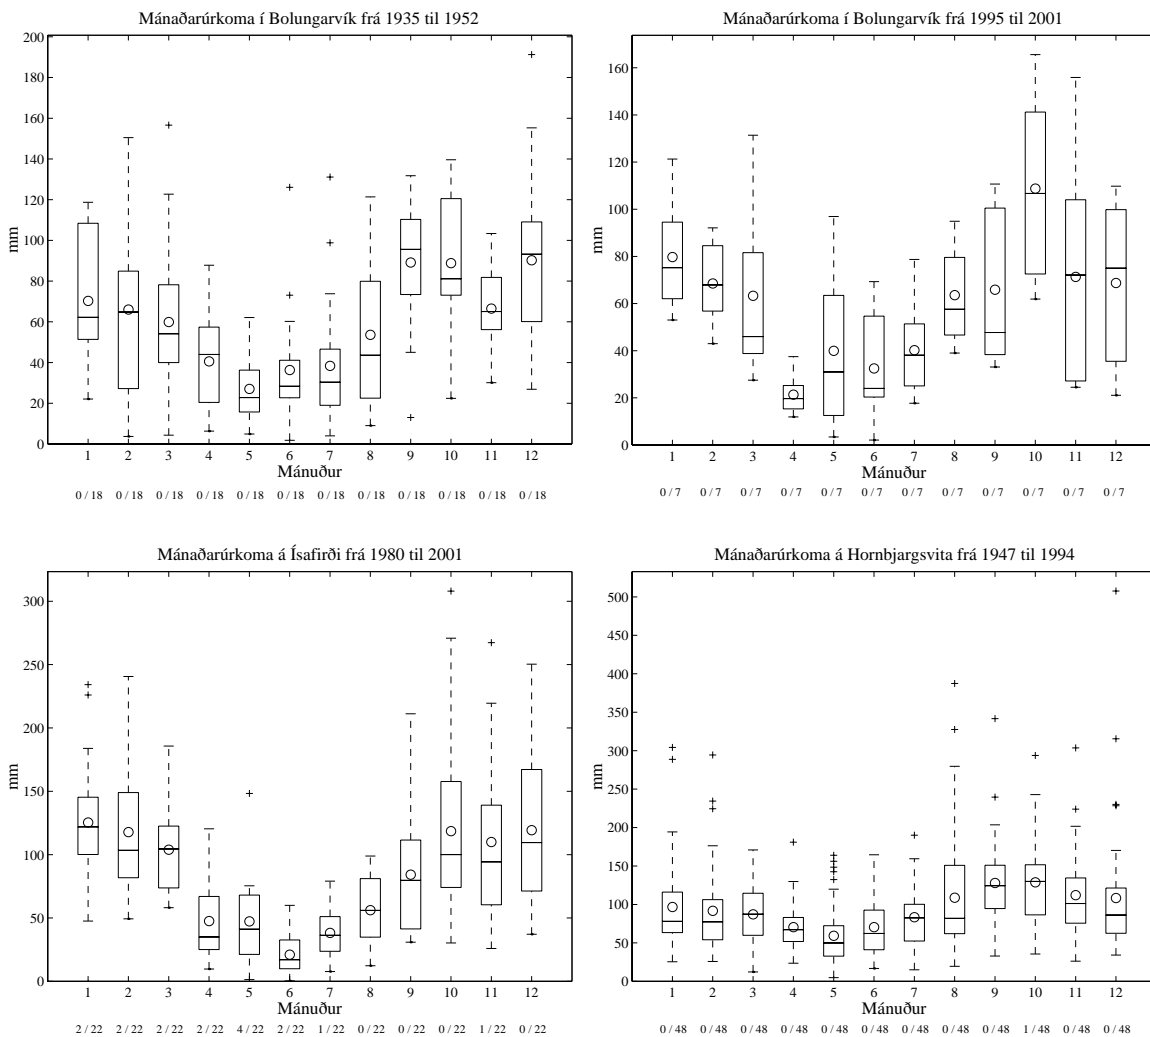 Mánaðarúrkoma í Bolungarvík frá 1935 til 1952
200
180
160
140
120
100
80
60
40
20
0
mm
1 2 3 4 5 6 7 8 9 10 11 12
Mánuður
0 / 18 0 / 18 0 / 18 0 / 18 0 / 18 0 / 18 0 / 18 0 / 18 0 / 18 0 / 18 0 / 18 0 / 18
Mánaðarúrkoma í Bolungarvík frá 1995 til 2001
160
140
120
100
80
60
40
20
0
mm
1 2 3 4 5 6 7 8 9 10 11 12
Mánuður
0 / 7 0 / 7 0 / 7 0 / 7 0 / 7 0 / 7 0 / 7 0 / 7 0 / 7 0 / 7 0 / 7 0 / 7
Mánaðarúrkoma á Ísafirði frá 1980 til 2001
300
250
200
150
100
50
0
mm
1 2 3 4 5 6 7 8 9 10 11 12
Mánuður
2 / 22 2 / 22 2 / 22 2 / 22 4 / 22 2 / 22 1 / 22 0 / 22 0 / 22 0 / 22 1 / 22 0 / 22
Mánaðarúrkoma á Hornbjargsvita frá 1947 til 1994
500
450
400
350
300
250
200
150
100
50
0
mm
1 2 3 4 5 6 7 8 9 10 11 12
Mánuður
0 / 48 0 / 48 0 / 48 0 / 48 0 / 48 0 / 48 0 / 48 0 / 48 0 / 48 1 / 48 0 / 48 0 / 48